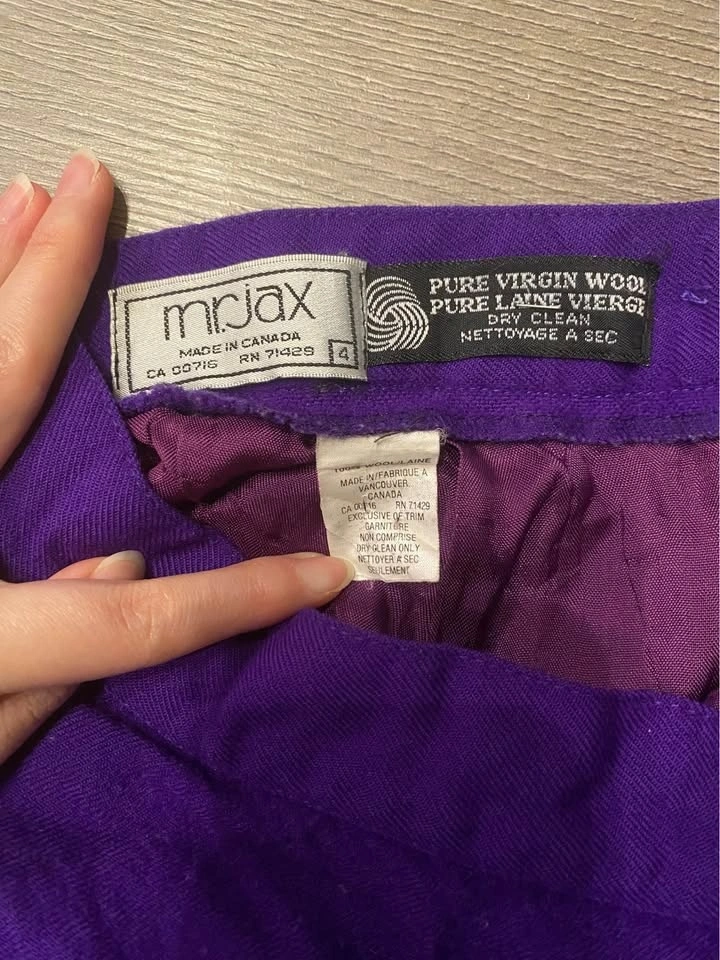 mr.jax
MADE IN CANADA
CA 00716 RN 71429
4
PURE VIRGIN WOOL
PURE LAINE VIERGE
DRY CLEAN
NETTOYAGE A SEC
100% WOOL/LAINE
MADE IN/FABRIQUE A
VANCOUVER
CANADA
CA 00716 RN 71429
EXCLUSIVE OF TRIM
GARNITURE
NON COMPRISE
DRY CLEAN ONLY
NETTOYER A SEC
SEULEMENT